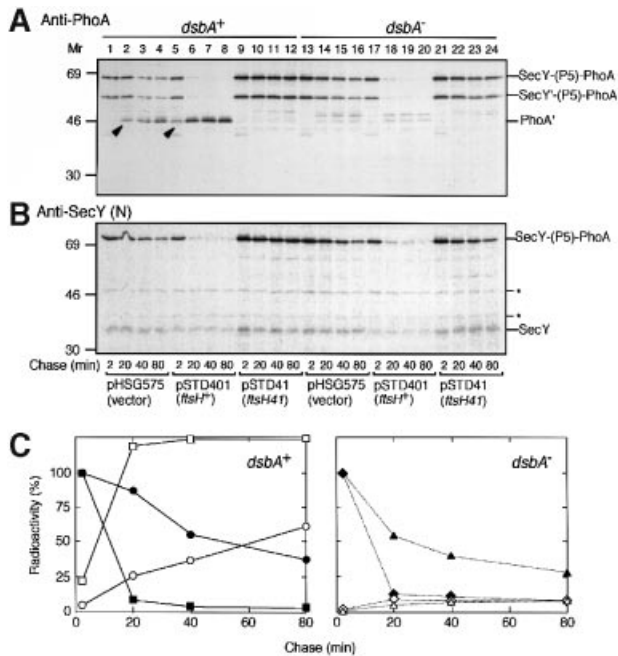 A Anti-PhoA
dsbA+ dsbA-
Mr 1 2 3 4 5 6 7 8 9 10 11 12 13 14 15 16 17 18 19 20 21 22 23 24
69
46
30
SecY-(P5)-PhoA
SecY'-(P5)-PhoA
PhoA'
B Anti-SecY (N)
69
46
30
SecY-(P5)-PhoA
*
*
SecY
Chase (min) 2 20 40 80 2 20 40 80 2 20 40 80 2 20 40 80 2 20 40 80 2 20 40 80
pHSG575 pSTD401 pSTD41 pHSG575 pSTD401 pSTD41
(vector) (ftsH+) (ftsH41) (vector) (ftsH+) (ftsH41)
C
dsbA+ dsbA-
Radioactivity (%)
100
75
50
25
0
0 20 40 60 80 0 20 40 60 80
Chase (min)